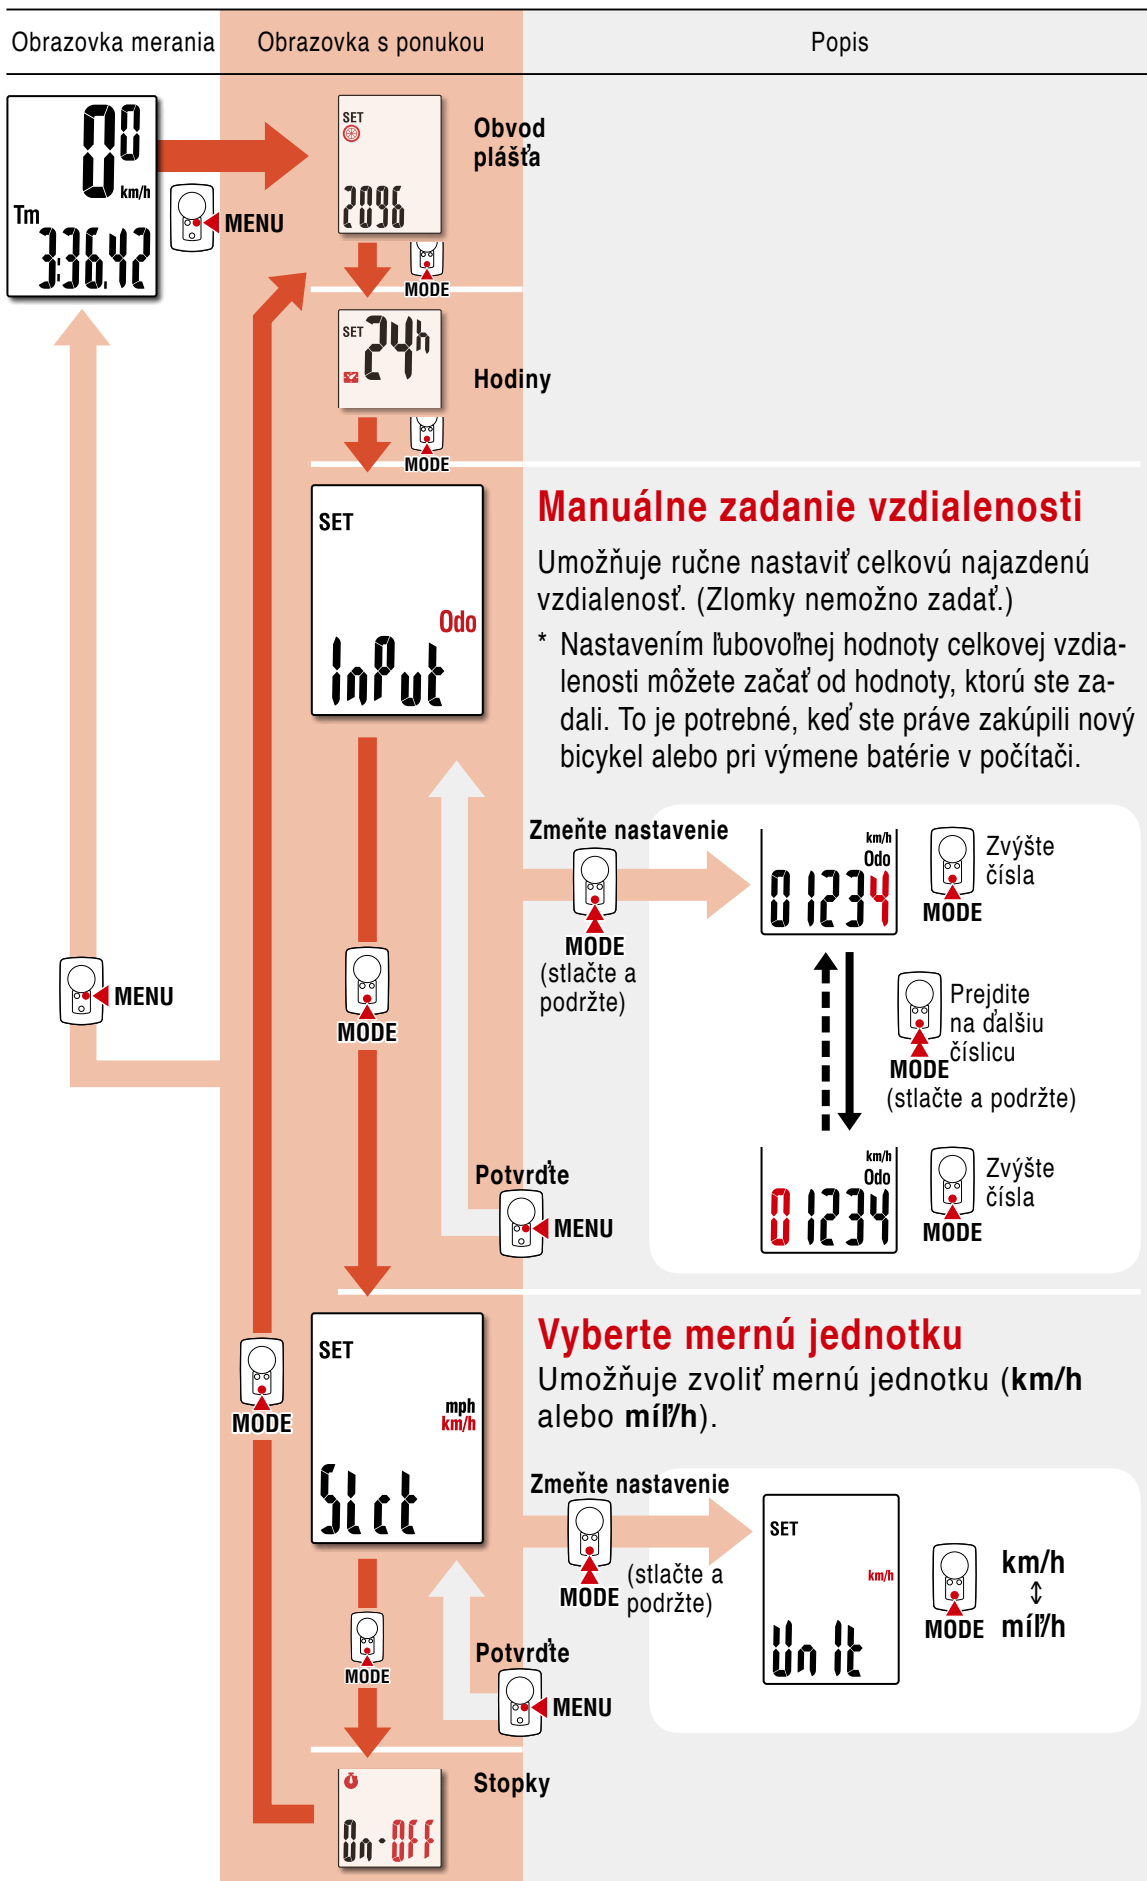 Obrazovka merania
Obrazovka s ponukou
Popis
0 0
km/h
Tm
3:36.42
MENU
SET
2096
Obvod
plášťa
MODE
SET
24h
Hodiny
MODE
SET
Odo
InPut
Manuálne zadanie vzdialenosti
Umožňuje ručne nastaviť celkovú najazdenú
vzdialenosť. (Zlomky nemožno zadať.)
* Nastavením ľubovoľnej hodnoty celkovej vzdia-
lenosti môžete začať od hodnoty, ktorú ste za-
dali. To je potrebné, keď ste práve zakúpili nový
bicykel alebo pri výmene batérie v počítači.
Zmeňte nastavenie
MODE
(stlačte a
podržte)
km/h
Odo
01234
MODE
Zvýšte
čísla
MENU
MODE
Prejdite
na ďalšiu
číslicu
MODE
(stlačte a podržte)
Potvrďte
MENU
km/h
Odo
01234
Zvýšte
čísla
MODE
MODE
SET
mph
km/h
Slct
Vyberte mernú jednotku
Umožňuje zvoliť mernú jednotku (km/h
alebo míľ/h).
Zmeňte nastavenie
MODE
(stlačte a
podržte)
SET
km/h
Unit
MODE
km/h
⇕
míľ/h
MODE
Potvrďte
MENU
On-OFF
Stopky